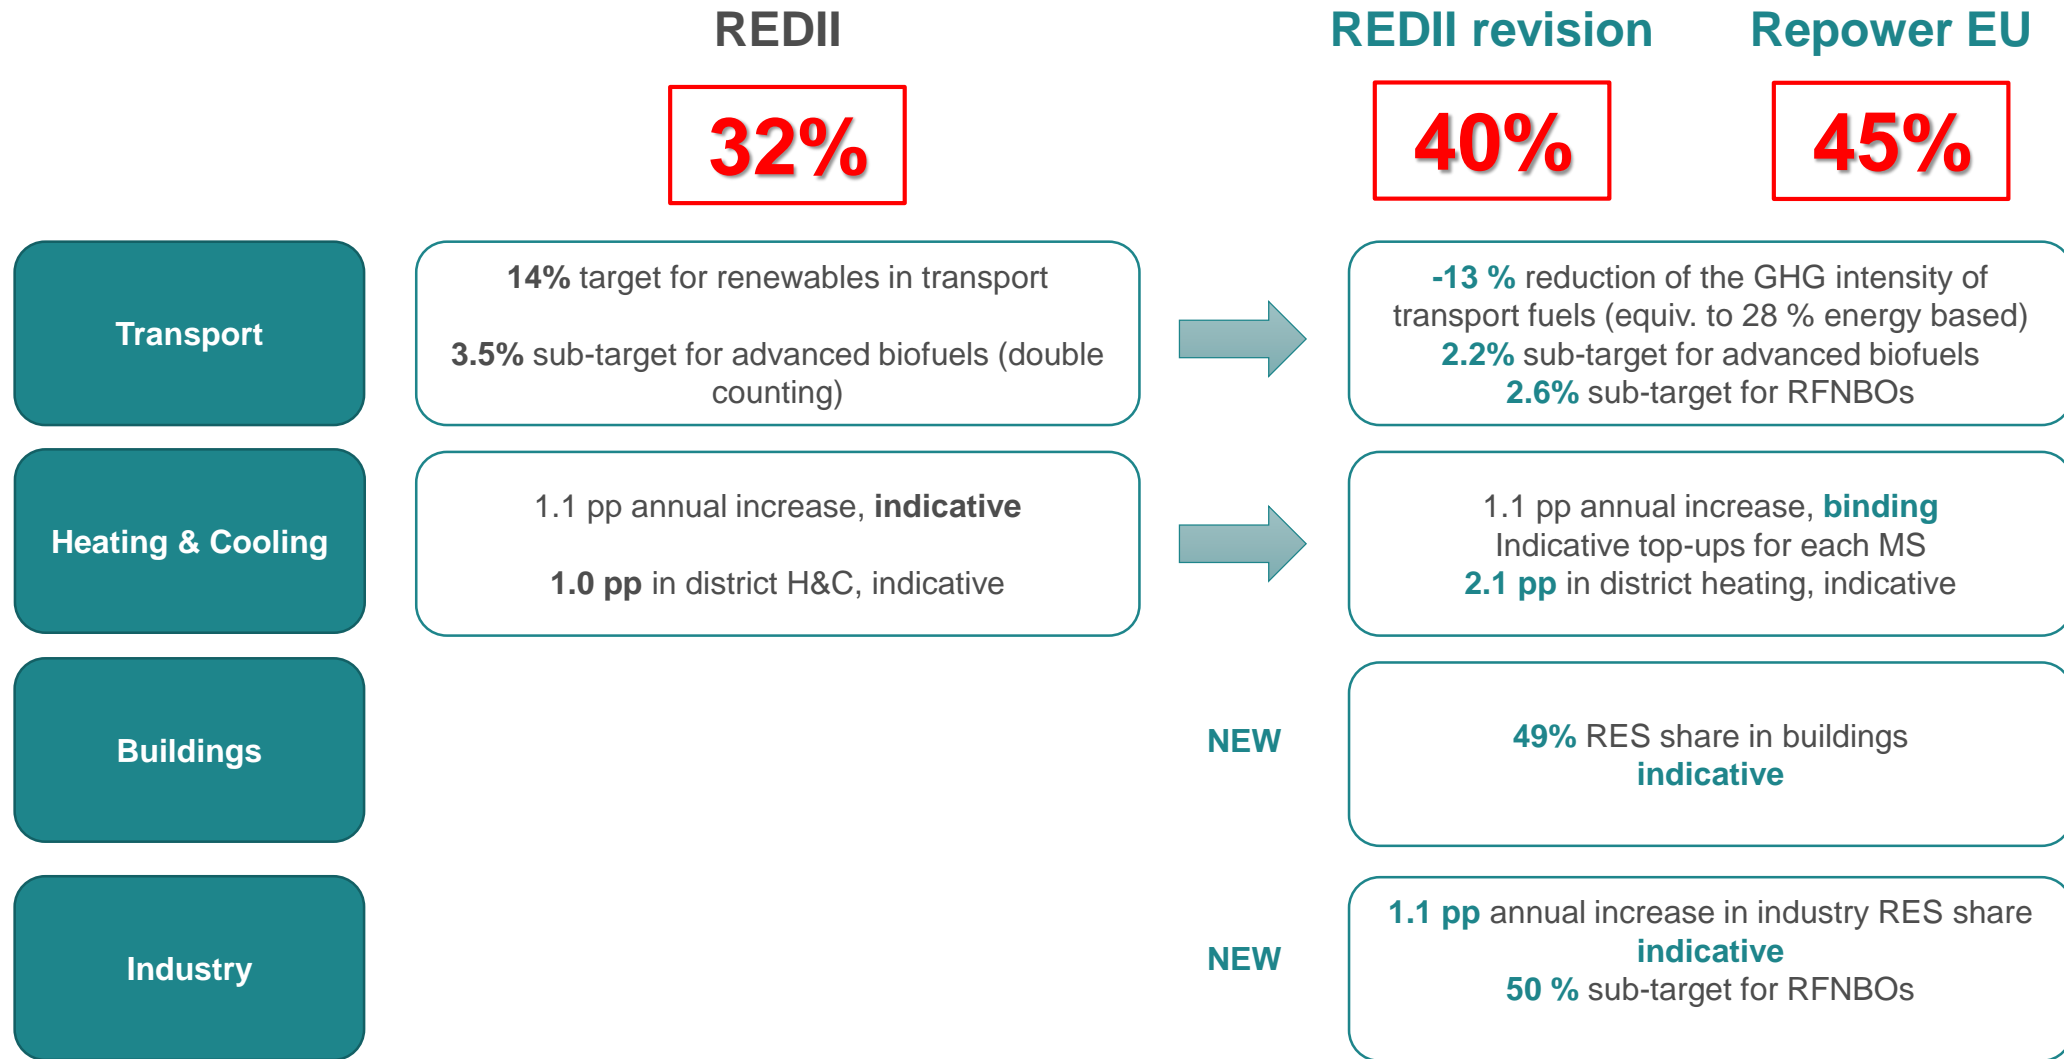 REDII
REDII revision
Repower EU
32%
40%
45%
Transport
14% target for renewables in transport
3.5% sub-target for advanced biofuels (double
counting)
-13 % reduction of the GHG intensity of
transport fuels (equiv. to 28 % energy based)
2.2% sub-target for advanced biofuels
2.6% sub-target for RFNBOs
Heating & Cooling
1.1 pp annual increase, indicative
1.0 pp in district H&C, indicative
1.1 pp annual increase, binding
Indicative top-ups for each MS
2.1 pp in district heating, indicative
Buildings
NEW
49% RES share in buildings
indicative
Industry
NEW
1.1 pp annual increase in industry RES share
indicative
50 % sub-target for RFNBOs